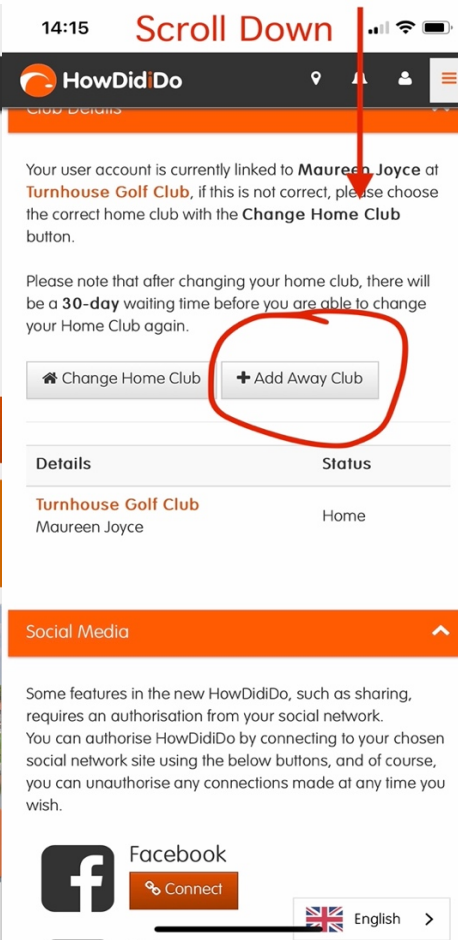 14:15
Scroll Down
HowDidiDo
Club Details
Your user account is currently linked to Maureen Joyce at
Turnhouse Golf Club, if this is not correct, please choose
the correct home club with the Change Home Club
button.
Please note that after changing your home club, there will
be a 30-day waiting time before you are able to change
your Home Club again.
Change Home Club
+ Add Away Club
Details Status
Turnhouse Golf Club
Maureen Joyce
Home
Social Media
Some features in the new HowDidiDo, such as sharing,
requires an authorisation from your social network.
You can authorise HowDidiDo by connecting to your chosen
social network site using the below buttons, and of course,
you can unauthorise any connections made at any time you
wish.
Facebook
Connect
English